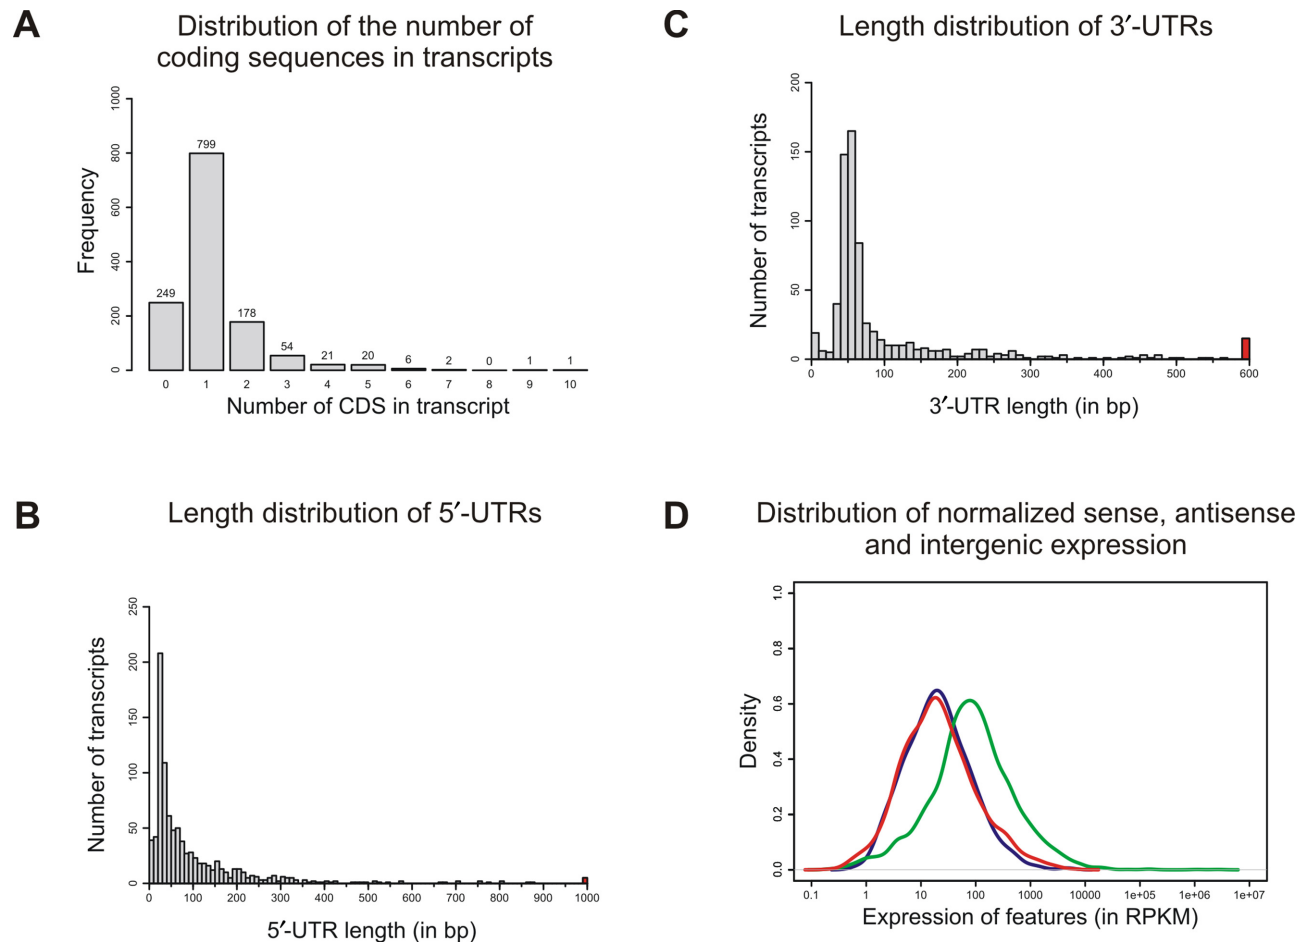 A
Distribution of the number of
coding sequences in transcripts
Frequency
0 200 400 600 800 1000
249 799 178 54 21 20 6 2 0 1 1
0 1 2 3 4 5 6 7 8 9 10
Number of CDS in transcript
B
Length distribution of 5′-UTRs
Number of transcripts
0 50 100 150 200 250
0 100 200 300 400 500 600 700 800 900 1000
5′-UTR length (in bp)
C
Length distribution of 3′-UTRs
Number of transcripts
0 50 100 150 200
0 100 200 300 400 500 600
3′-UTR length (in bp)
D
Distribution of normalized sense, antisense
and intergenic expression
Density
0.0 0.2 0.4 0.6 0.8 1.0
0.1 1 10 100 1000 10000 1e+05 1e+06 1e+07
Expression of features (in RPKM)